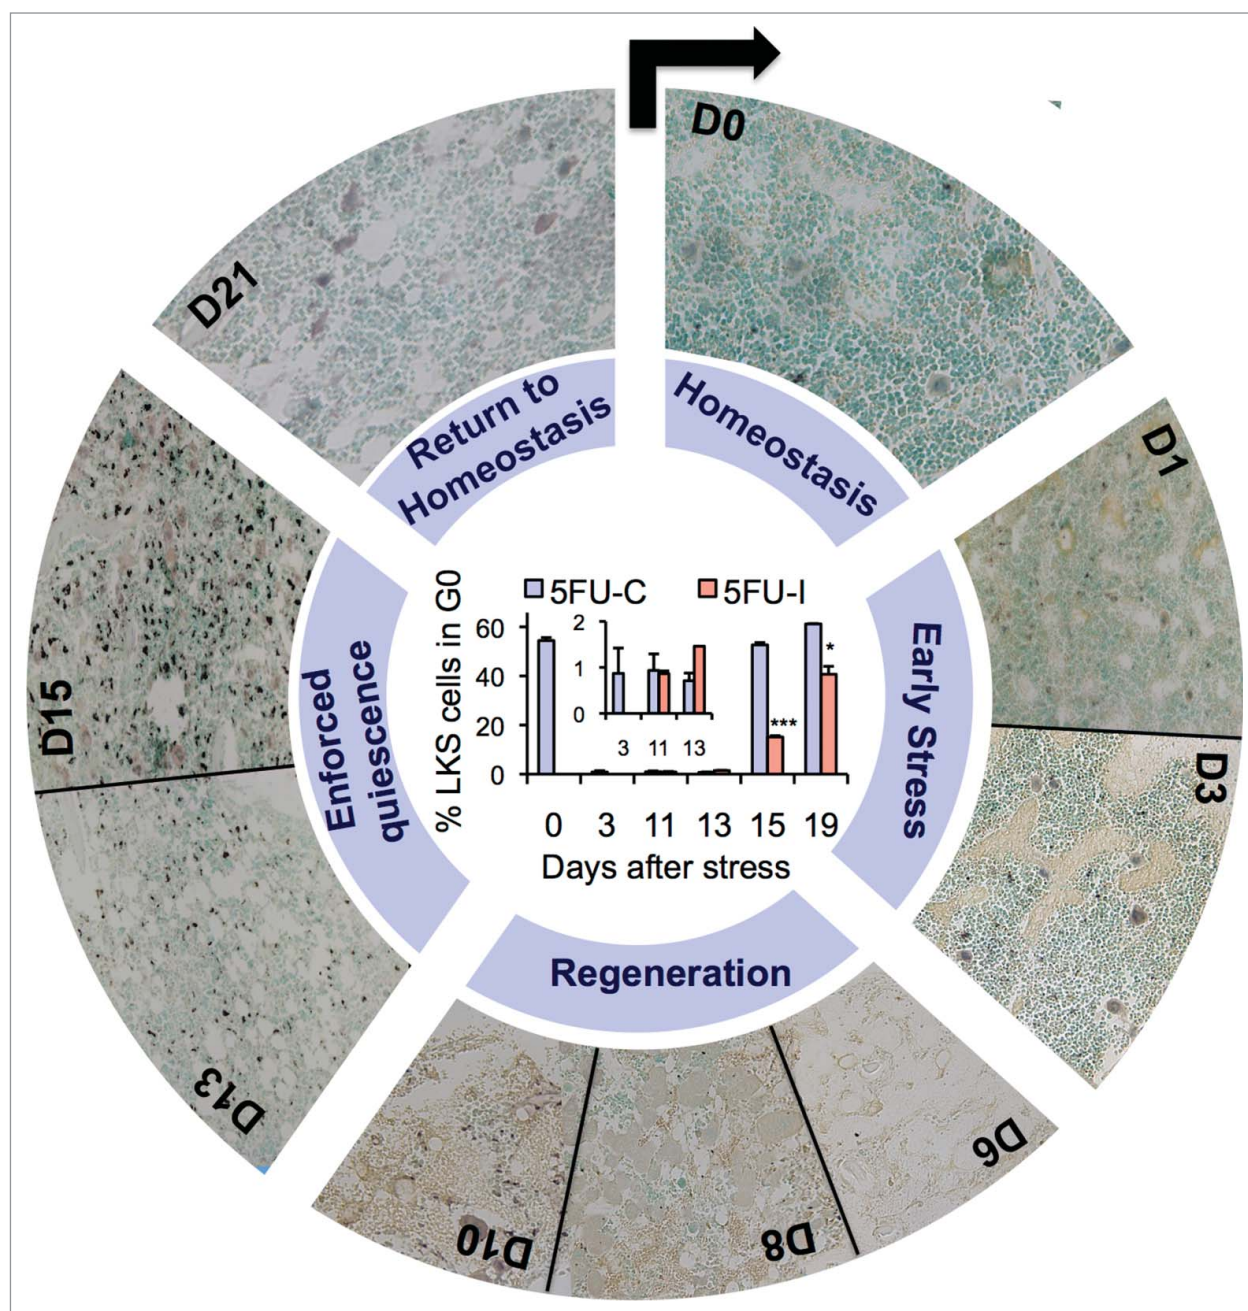 D0
D1
D3
D6
D8
D10
D13
D15
D21
Homeostasis
Early Stress
Regeneration
Enforced
quiescence
Return to
Homeostasis
5FU-C 5FU-I
% LKS cells in G0
60
40
20
0
2
1
0
3 11 13
***
*
0 3 11 13 15 19
Days after stress